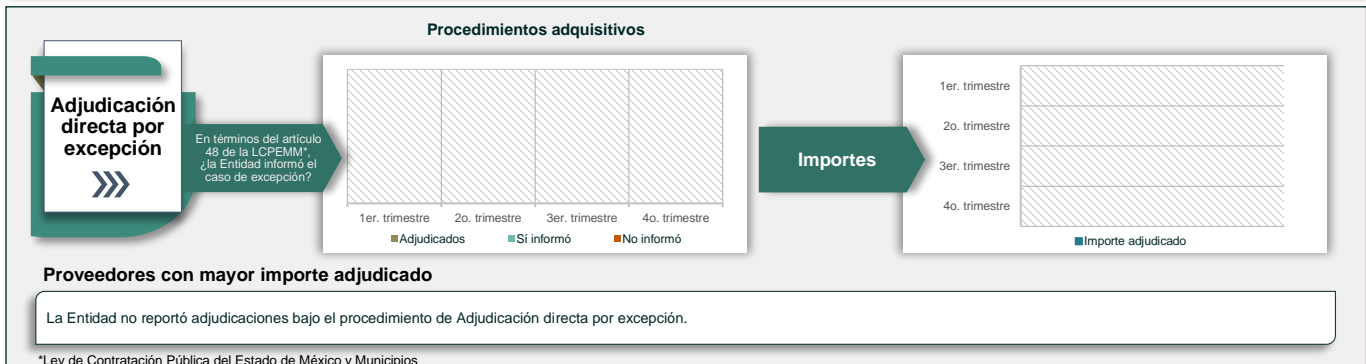 Procedimientos adquisitivos
Adjudicación
directa por
excepción
En términos del artículo
48 de la LCPEMM*,
¿la Entidad informó el
caso de excepción?
1er. trimestre 2o. trimestre 3er. trimestre 4o. trimestre
Adjudicados Sí informó No informó
Importes
1er. trimestre
2o. trimestre
3er. trimestre
4o. trimestre
Importe adjudicado
Proveedores con mayor importe adjudicado
La Entidad no reportó adjudicaciones bajo el procedimiento de Adjudicación directa por excepción.
*Ley de Contratación Pública del Estado de México y Municipios